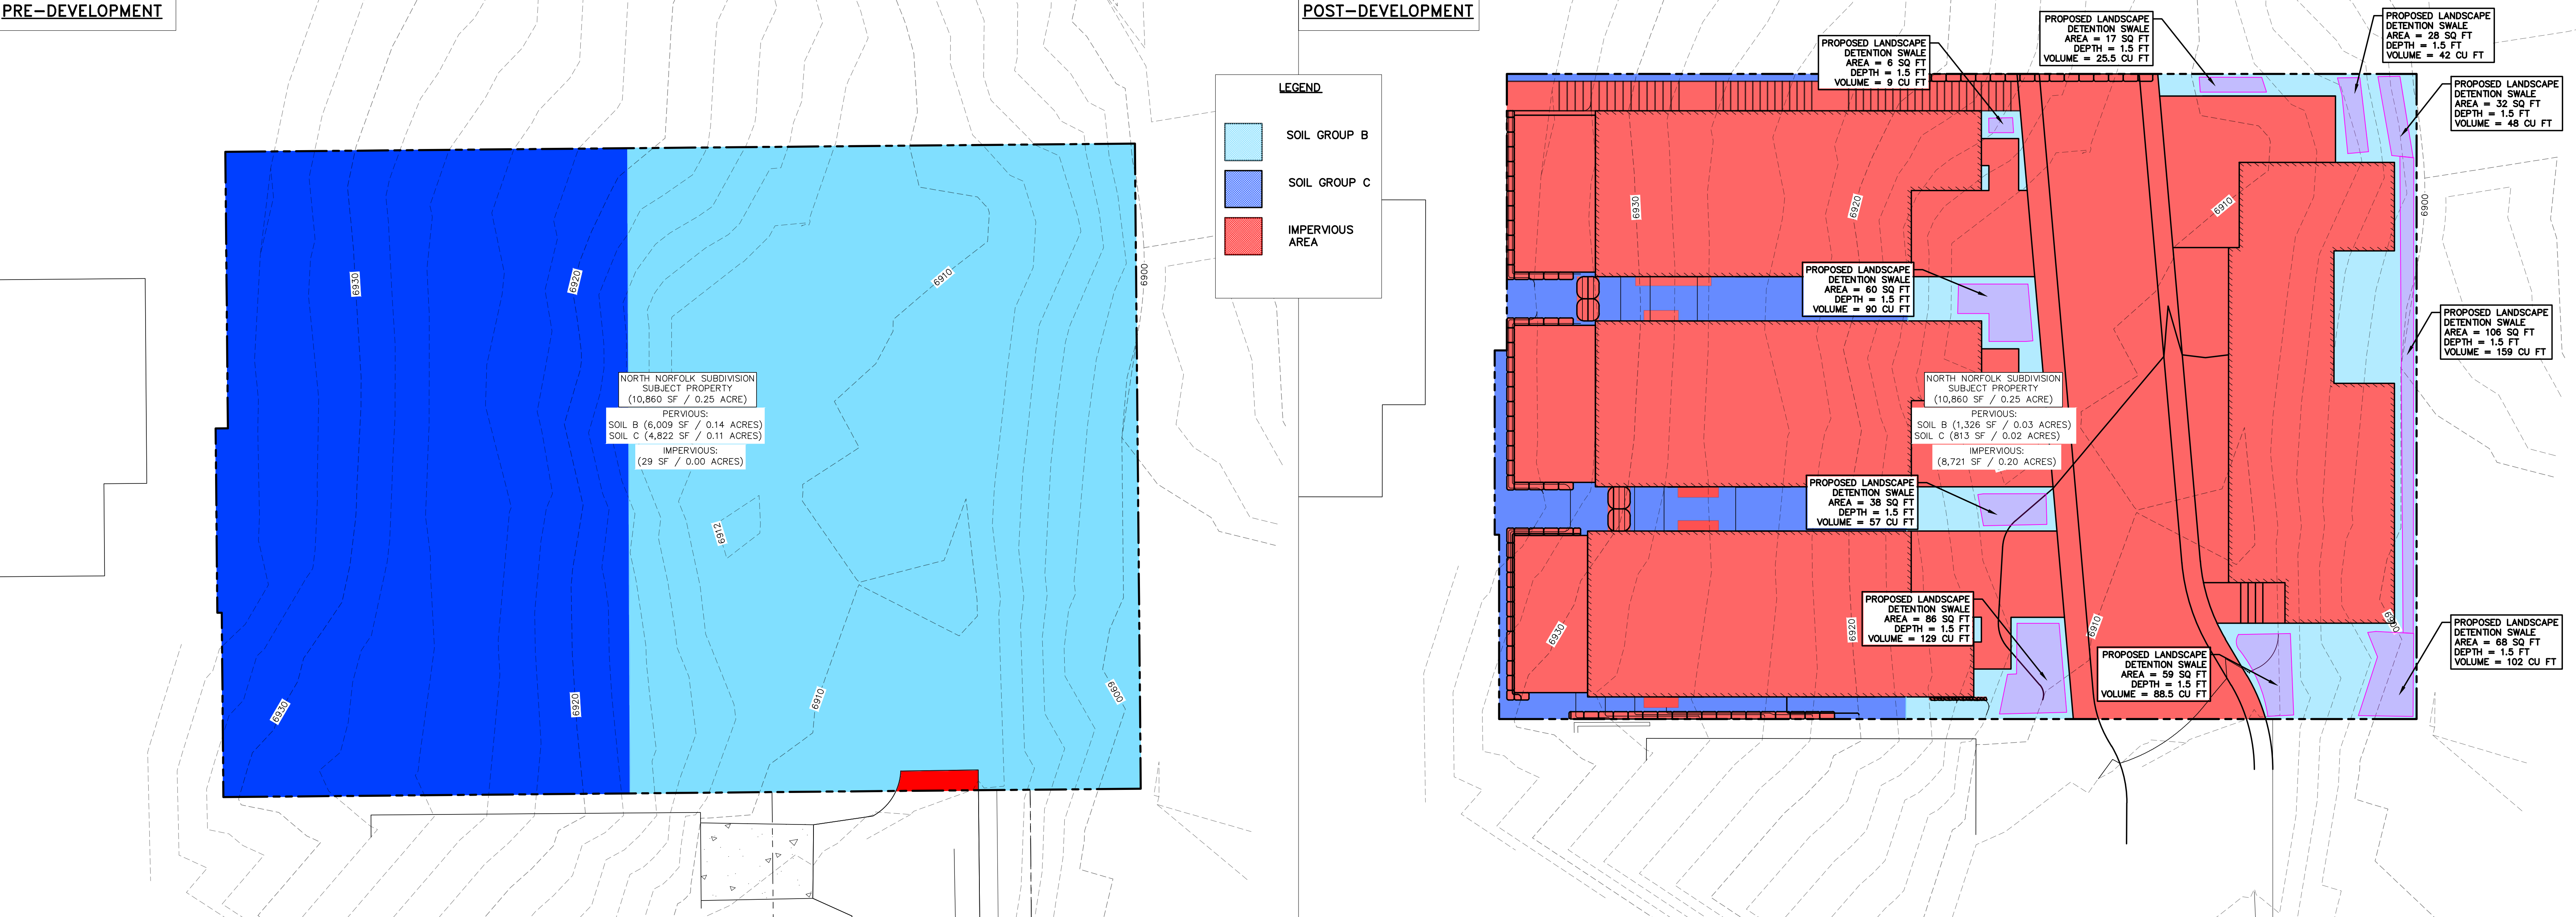 PRE-DEVELOPMENT
6930
6920
6910
6900
NORTH NORFOLK SUBDIVISION
SUBJECT PROPERTY
(10,860 SF / 0.25 ACRE)
PERVIOUS:
SOIL B (6,009 SF / 0.14 ACRES)
SOIL C (4,822 SF / 0.11 ACRES)
IMPERVIOUS:
(29 SF / 0.00 ACRES)
6912
6930
6920
6910
6900
LEGEND
SOIL GROUP B
SOIL GROUP C
IMPERVIOUS
AREA
POST-DEVELOPMENT
PROPOSED LANDSCAPE
DETENTION SWALE
AREA = 6 SQ FT
DEPTH = 1.5 FT
VOLUME = 9 CU FT
PROPOSED LANDSCAPE
DETENTION SWALE
AREA = 17 SQ FT
DEPTH = 1.5 FT
VOLUME = 25.5 CU FT
PROPOSED LANDSCAPE
DETENTION SWALE
AREA = 28 SQ FT
DEPTH = 1.5 FT
VOLUME = 42 CU FT
PROPOSED LANDSCAPE
DETENTION SWALE
AREA = 32 SQ FT
DEPTH = 1.5 FT
VOLUME = 48 CU FT
6930
6920
6910
6900
PROPOSED LANDSCAPE
DETENTION SWALE
AREA = 60 SQ FT
DEPTH = 1.5 FT
VOLUME = 90 CU FT
PROPOSED LANDSCAPE
DETENTION SWALE
AREA = 106 SQ FT
DEPTH = 1.5 FT
VOLUME = 159 CU FT
NORTH NORFOLK SUBDIVISION
SUBJECT PROPERTY
(10,860 SF / 0.25 ACRE)
PERVIOUS:
SOIL B (1,326 SF / 0.03 ACRES)
SOIL C (813 SF / 0.02 ACRES)
IMPERVIOUS:
(8,721 SF / 0.20 ACRES)
PROPOSED LANDSCAPE
DETENTION SWALE
AREA = 38 SQ FT
DEPTH = 1.5 FT
VOLUME = 57 CU FT
PROPOSED LANDSCAPE
DETENTION SWALE
AREA = 86 SQ FT
DEPTH = 1.5 FT
VOLUME = 129 CU FT
6930
6920
6910
6900
PROPOSED LANDSCAPE
DETENTION SWALE
AREA = 59 SQ FT
DEPTH = 1.5 FT
VOLUME = 88.5 CU FT
PROPOSED LANDSCAPE
DETENTION SWALE
AREA = 68 SQ FT
DEPTH = 1.5 FT
VOLUME = 102 CU FT